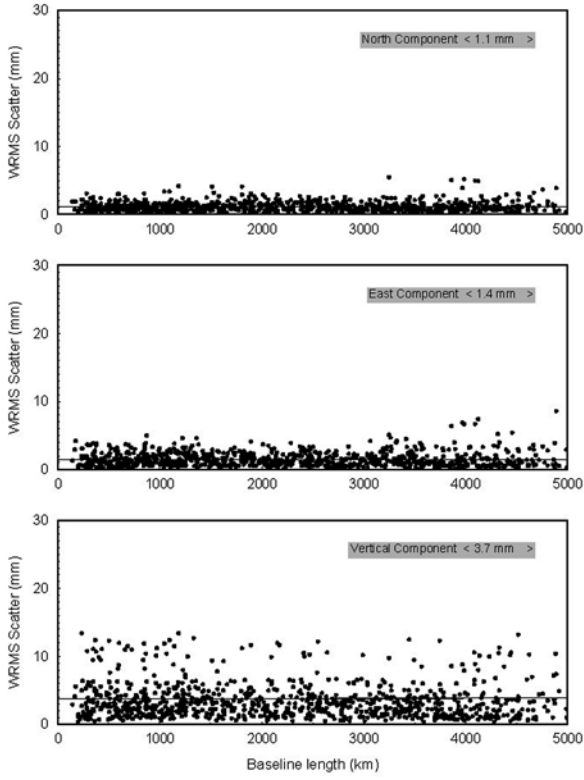 30
North Component < 1.1 mm >
20
WRMS Scatter (mm)
10
0
0 1000 2000 3000 4000 5000
30
East Component < 1.4 mm >
20
WRMS Scatter (mm)
10
0
0 1000 2000 3000 4000 5000
30
Vertical Component < 3.7 mm >
20
WRMS Scatter (mm)
10
0
0 1000 2000 3000 4000 5000
Baseline length (km)